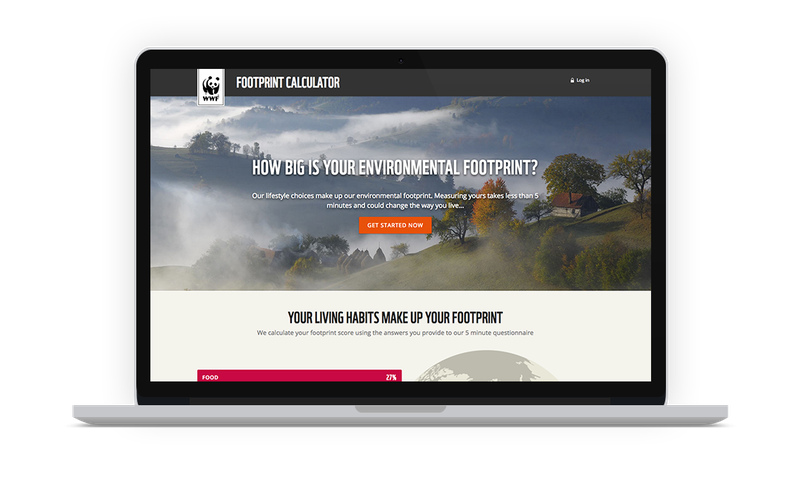 WWF
FOOTPRINT CALCULATOR
Log in
HOW BIG IS YOUR ENVIRONMENTAL FOOTPRINT?
Our lifestyle choices make up our environmental footprint. Measuring yours takes less than 5
minutes and could change the way you live...
GET STARTED NOW
YOUR LIVING HABITS MAKE UP YOUR FOOTPRINT
We calculate your footprint score using the answers you provide to our 5 minute questionnaire
FOOD 27%